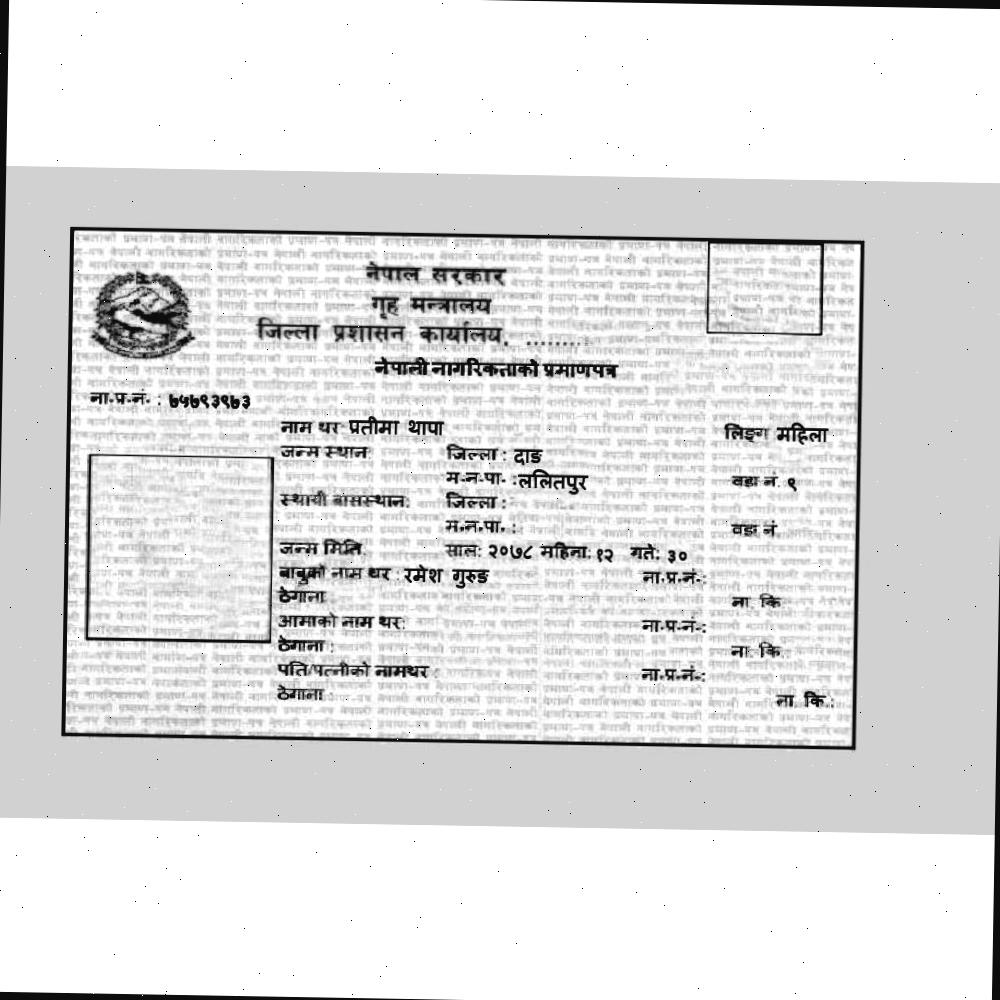 नेपाल सरकार
गृह मन्त्रालय
जिल्ला प्रशासन कार्यालय, .........
नेपाली नागरिकताको प्रमाणपत्र
ना.प्र.नं. : ७५७९३९७३
नाम थर प्रतीमा थापा लिङ्ग महिला
जन्म स्थान: जिल्ला : दाङ
म.न.पा. :ललितपुर वडा नं. ९
स्थायी बासस्थान: जिल्ला :
म.न.पा. : वडा नं
जन्म मिति: साल: २०७८ महिना: १२ गते: ३०
बाबुको नाम थर : रमेश गुरुङ ना.प्र.नं.:
ठेगाना ना कि
आमाको नाम थर: ना.प्र.नं.:
ठेगाना : ना कि
पति/पत्नीको नामथर : ना.प्र.नं.:
ठेगाना ना कि :